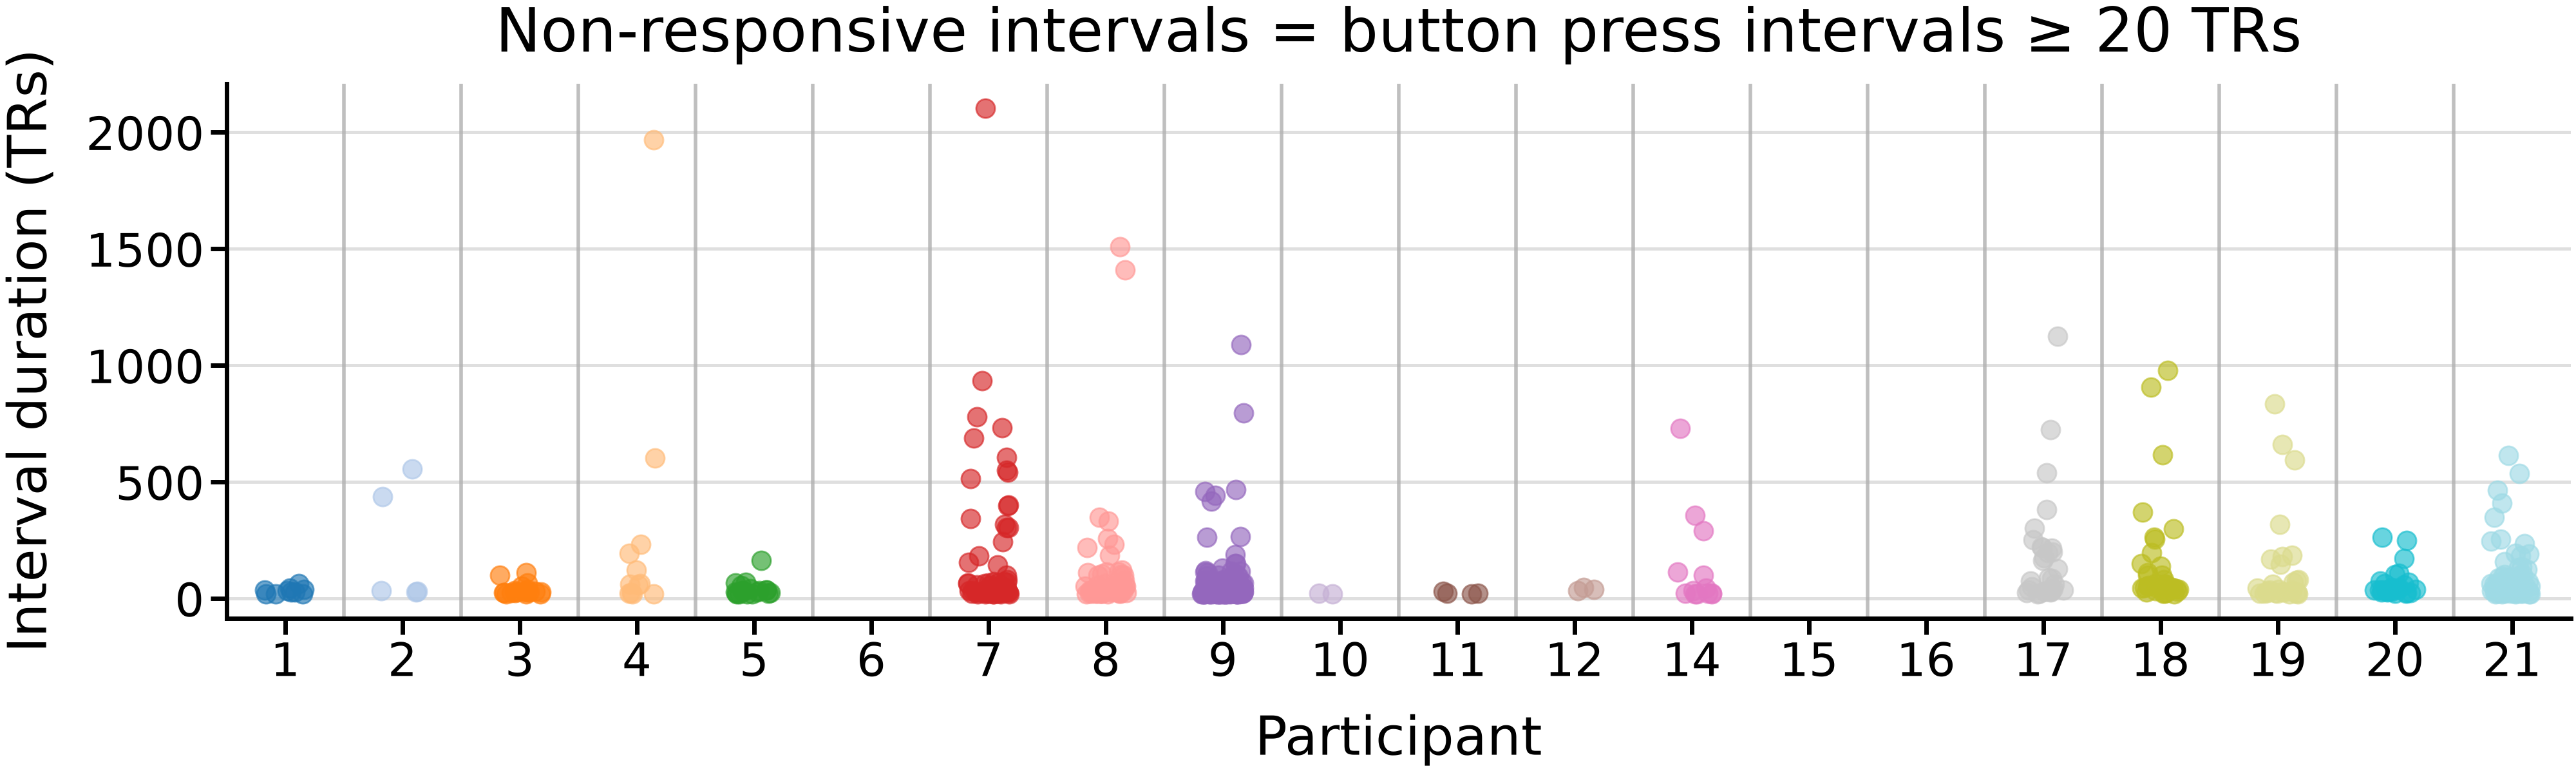 Non-responsive intervals = button press intervals ≥ 20 TRs
Interval duration (TRs)
2000
1500
1000
500
0
1 2 3 4 5 6 7 8 9 10 11 12 14 15 16 17 18 19 20 21
Participant